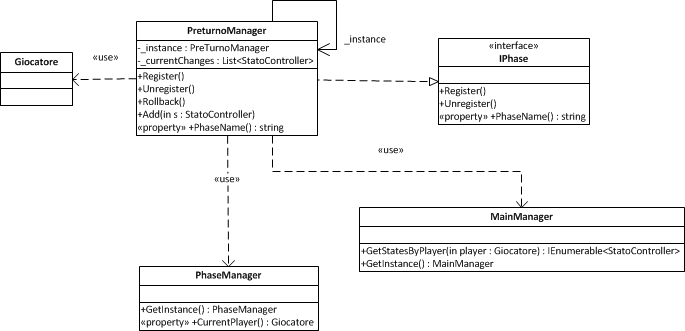 PreturnoManager
-_instance : PreTurnoManager
-_currentChanges : List<StatoController>
+Register()
+Unregister()
+Rollback()
+Add(in s : StatoController)
«property» +PhaseName() : string
_instance
Giocatore
«use»
«interface»
IPhase
+Register()
+Unregister()
«property» +PhaseName() : string
«use»
«use»
MainManager
+GetStatesByPlayer(in player : Giocatore) : IEnumerable<StatoController>
+GetInstance() : MainManager
PhaseManager
+GetInstance() : PhaseManager
«property» +CurrentPlayer() : Giocatore